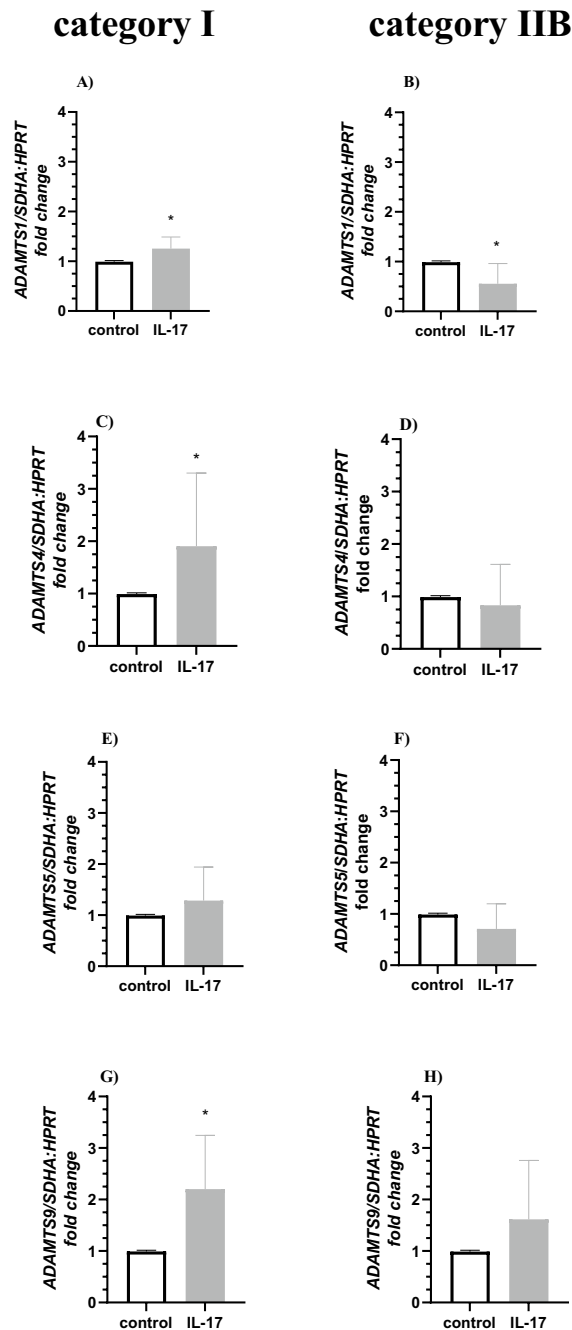 category I
category IIB
A)
ADAMTS1/SDHA:HPRT
fold change
4
3
2
1
0
*
control IL-17
B)
ADAMTS1/SDHA:HPRT
fold change
4
3
2
1
0
*
control IL-17
C)
ADAMTS4/SDHA:HPRT
fold change
4
3
2
1
0
*
control IL-17
D)
ADAMTS4/SDHA:HPRT
fold change
4
3
2
1
0
control IL-17
E)
ADAMTS5/SDHA:HPRT
fold change
4
3
2
1
0
control IL-17
F)
ADAMTS5/SDHA:HPRT
fold change
4
3
2
1
0
control IL-17
G)
ADAMTS9/SDHA:HPRT
fold change
4
3
2
1
0
*
control IL-17
H)
ADAMTS9/SDHA:HPRT
fold change
4
3
2
1
0
control IL-17